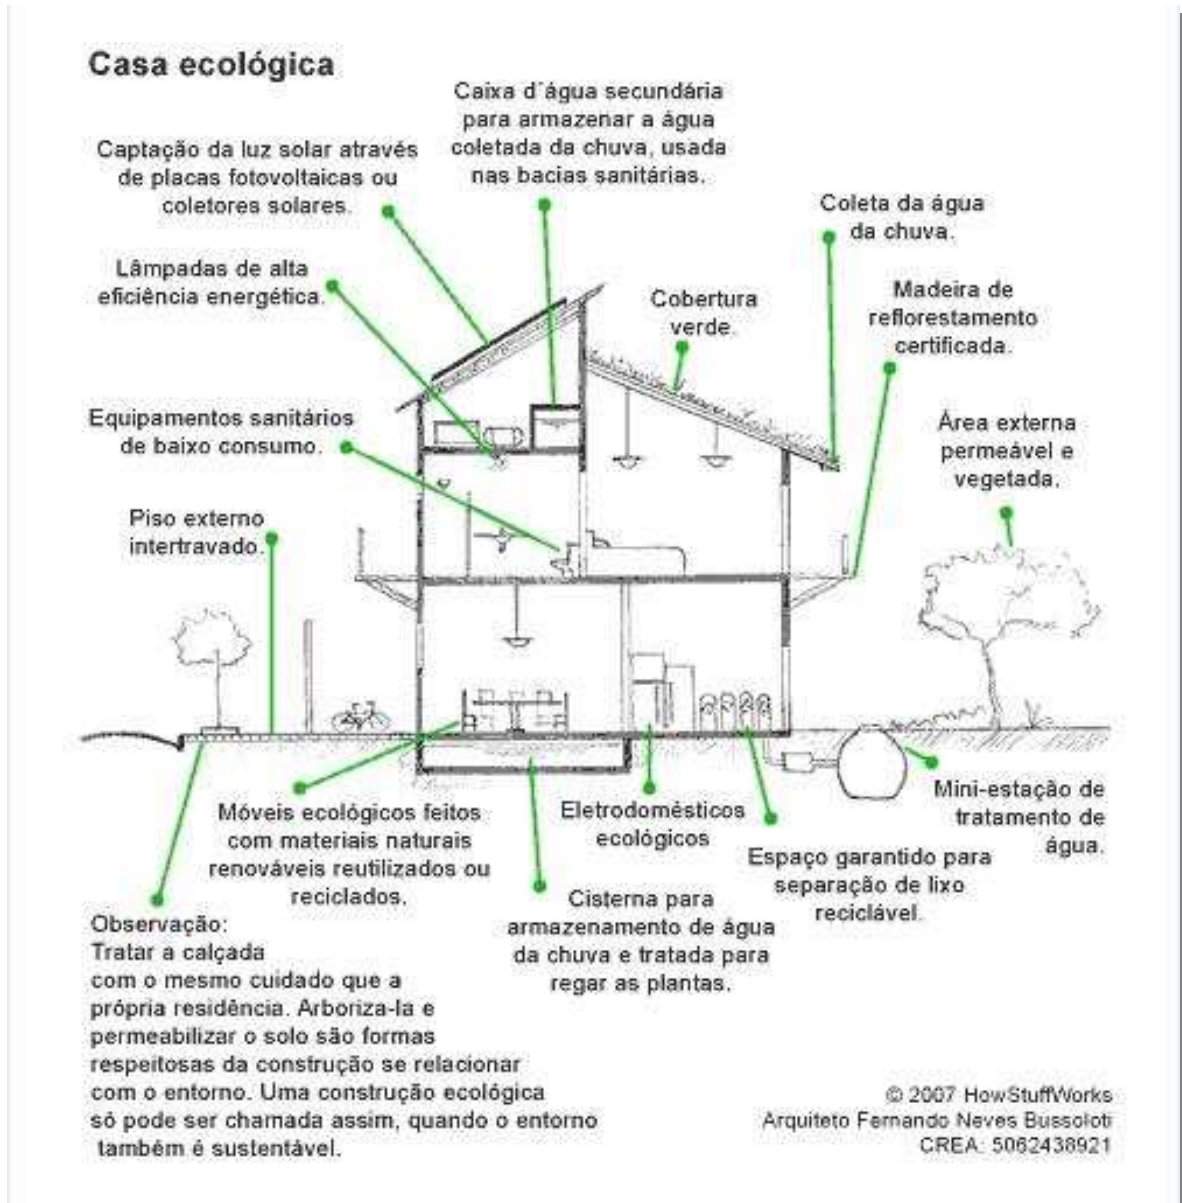 Casa ecológica
Caixa d´água secundária
para armazenar a água
coletada da chuva, usada
nas bacias sanitárias.
Captação da luz solar através
de placas fotovoltaicas ou
coletores solares.
Coleta da água
da chuva.
Lâmpadas de alta
eficiência energética.
Cobertura
verde.
Madeira de
reflorestamento
certificada.
Equipamentos sanitários
de baixo consumo.
Área externa
permeável e
vegetada.
Piso externo
intertravado.
Móveis ecológicos feitos
com materiais naturais
renováveis reutilizados ou
reciclados.
Eletrodomésticos
ecológicos
Mini-estação de
tratamento de
água.
Espaço garantido para
separação de lixo
reciclável.
Cisterna para
armazenamento de água
da chuva e tratada para
regar as plantas.
Observação:
Tratar a calçada
com o mesmo cuidado que a
própria residência. Arboriza-la e
permeabilizar o solo são formas
respeitosas da construção se relacionar
com o entorno. Uma construção ecológica
só pode ser chamada assim, quando o entorno
também é sustentável.
© 2007 HowStuffWorks
Arquiteto Fernando Neves Bussoloti
CREA: 5062438921